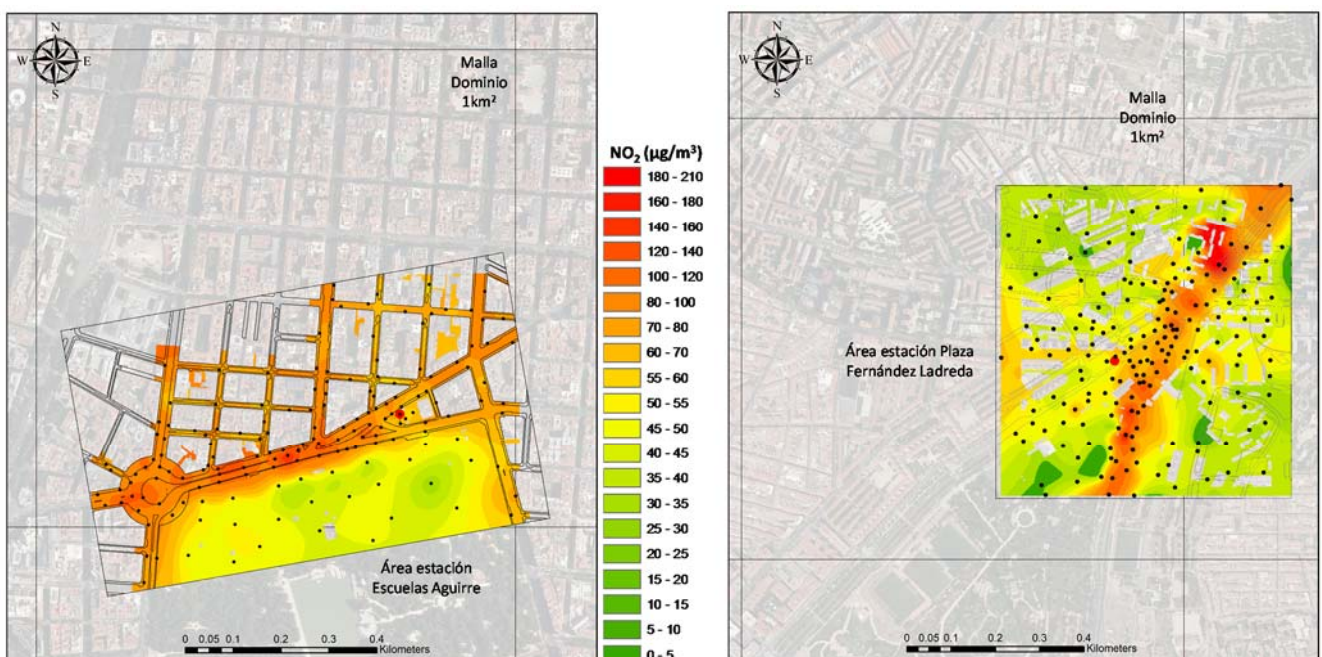 N
W E
S
Malla
Dominio
1km²
Área estación
Escuelas Aguirre
0 0.05 0.1 0.2 0.3 0.4
Kilometers
NO₂ (µg/m³)
180 - 210
160 - 180
140 - 160
120 - 140
100 - 120
80 - 100
70 - 80
60 - 70
55 - 60
50 - 55
45 - 50
40 - 45
35 - 40
30 - 35
25 - 30
20 - 25
15 - 20
10 - 15
5 - 10
0 - 5
N
W E
S
Malla
Dominio
1km²
Área estación Plaza
Fernández Ladreda
0 0.05 0.1 0.2 0.3 0.4
Kilometers